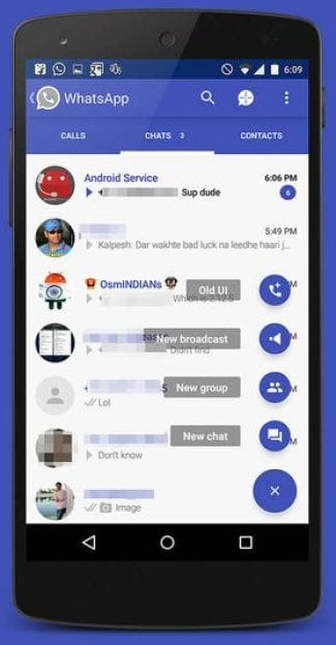 6:09
WhatsApp
CALLS
CHATS 3
CONTACTS
Android Service
6:06 PM
Sup dude
6
5:49 PM
Kalpesh: Dar wakhte bad luck na leedhe haari j...
OsmINDIANs
Old UI
M
Which is 2.12.5
New broadcast
M
Didn't find
5
New group
M
Lol
New chat
M
Don't know
Image